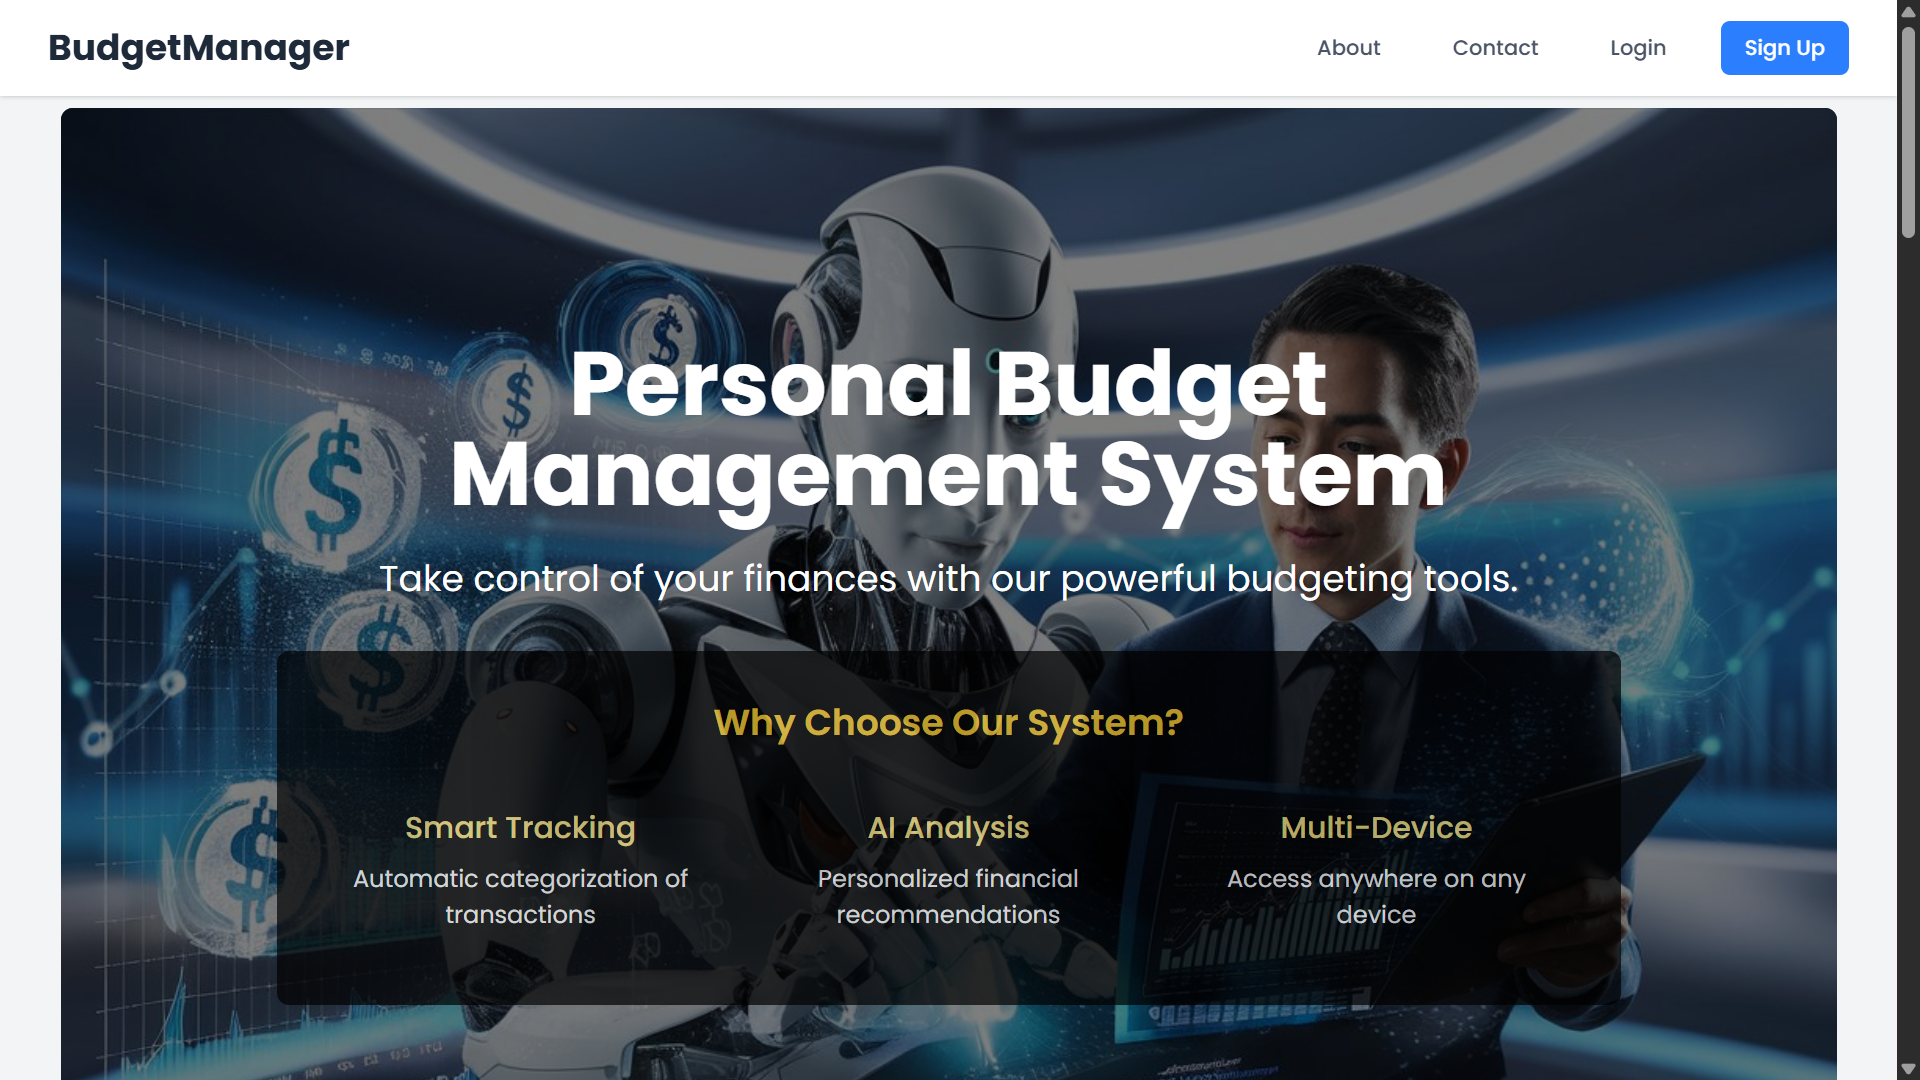 BudgetManager
About Contact Login Sign Up
Personal Budget
Management System
Take control of your finances with our powerful budgeting tools.
Why Choose Our System?
Smart Tracking AI Analysis Multi-Device
Automatic categorization of
transactions
Personalized financial
recommendations
Access anywhere on any
device